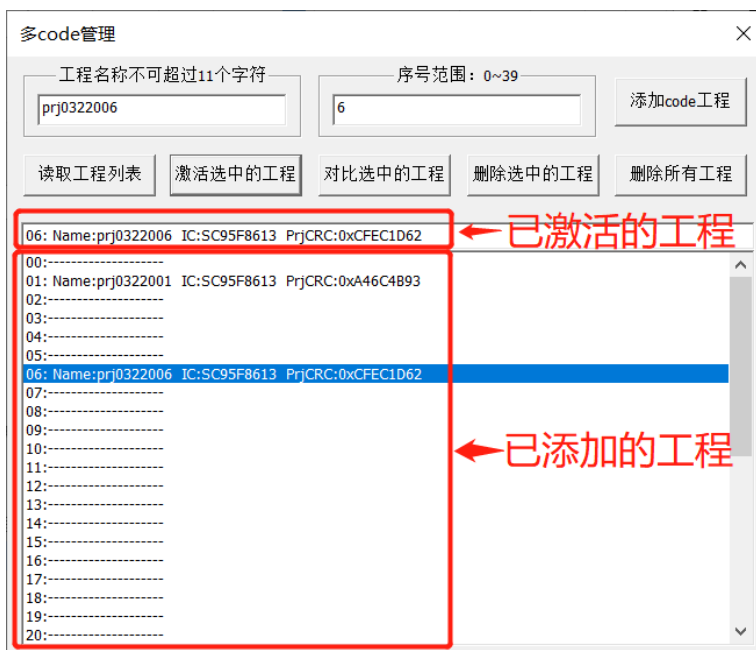 多code管理
工程名称不可超过11个字符
序号范围：0~39
prj0322006
6
添加code工程
读取工程列表
激活选中的工程
对比选中的工程
删除选中的工程
删除所有工程
06: Name:prj0322006 IC:SC95F8613 PrjCRC:0xCFEC1D62
已激活的工程
00:---------------------
01: Name:prj0322001 IC:SC95F8613 PrjCRC:0xA46C4B93
02:---------------------
03:---------------------
04:---------------------
05:---------------------
06: Name:prj0322006 IC:SC95F8613 PrjCRC:0xCFEC1D62
07:---------------------
08:---------------------
09:---------------------
10:---------------------
已添加的工程
11:---------------------
12:---------------------
13:---------------------
14:---------------------
15:---------------------
16:---------------------
17:---------------------
18:---------------------
19:---------------------
20:---------------------